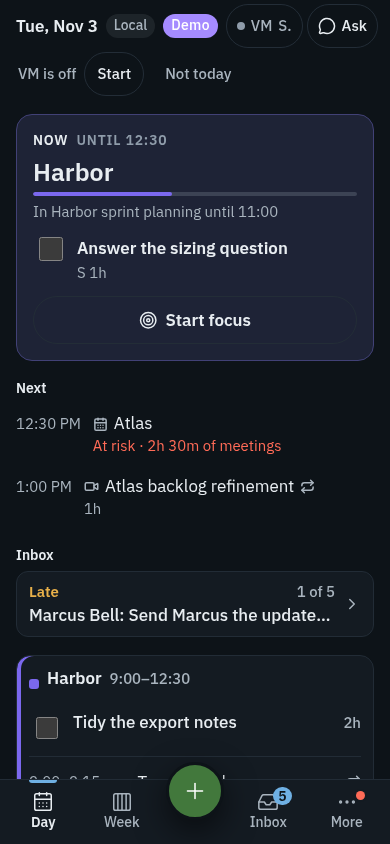 Tue, Nov 3 Local Demo VM S. Ask
VM is off Start Not today
NOW UNTIL 12:30
Harbor
In Harbor sprint planning until 11:00
Answer the sizing question
S 1h
Start focus
Next
12:30 PM Atlas
At risk · 2h 30m of meetings
1:00 PM Atlas backlog refinement
1h
Inbox
Late 1 of 5
Marcus Bell: Send Marcus the update...
Harbor 9:00–12:30
Tidy the export notes 2h
5
Day Week Inbox More